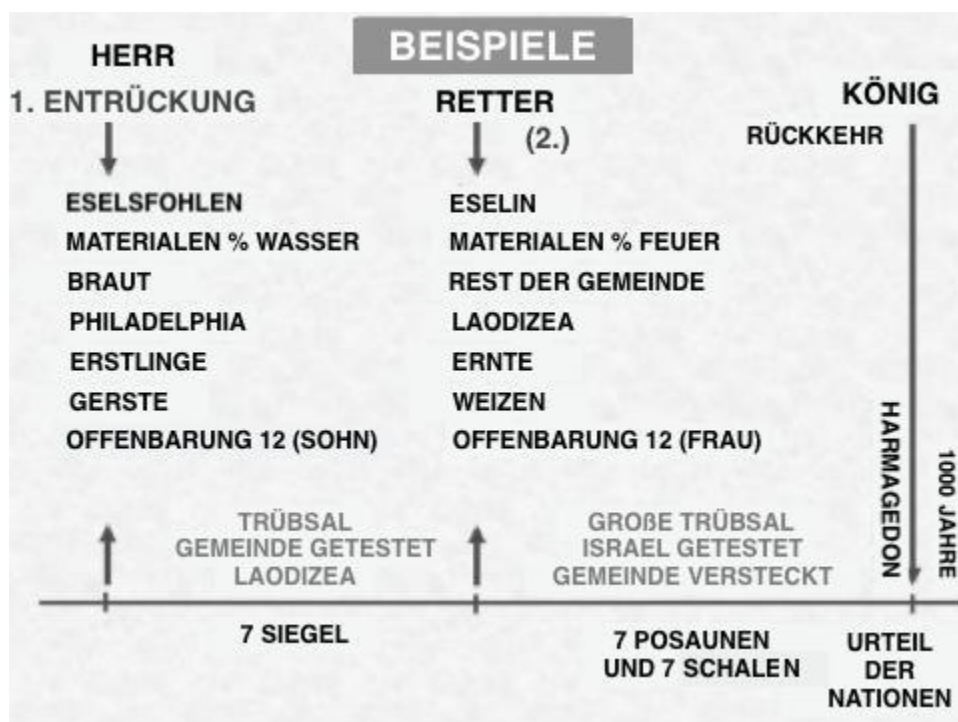 BEISPIELE
HERR
1. ENTRÜCKUNG
RETTER
(2.)
KÖNIG
RÜCKKEHR
ESELSFOHLEN
MATERIALEN % WASSER
BRAUT
PHILADELPHIA
ERSTLINGE
GERSTE
OFFENBARUNG 12 (SOHN)
ESELIN
MATERIALEN % FEUER
REST DER GEMEINDE
LAODIZEA
ERNTE
WEIZEN
OFFENBARUNG 12 (FRAU)
HARMAGEDON
1000 JAHRE
TRÜBSAL
GEMEINDE GETESTET
LAODIZEA
GROßE TRÜBSAL
ISRAEL GETESTET
GEMEINDE VERSTECKT
7 SIEGEL
7 POSAUNEN
UND 7 SCHALEN
URTEIL
DER
NATIONEN